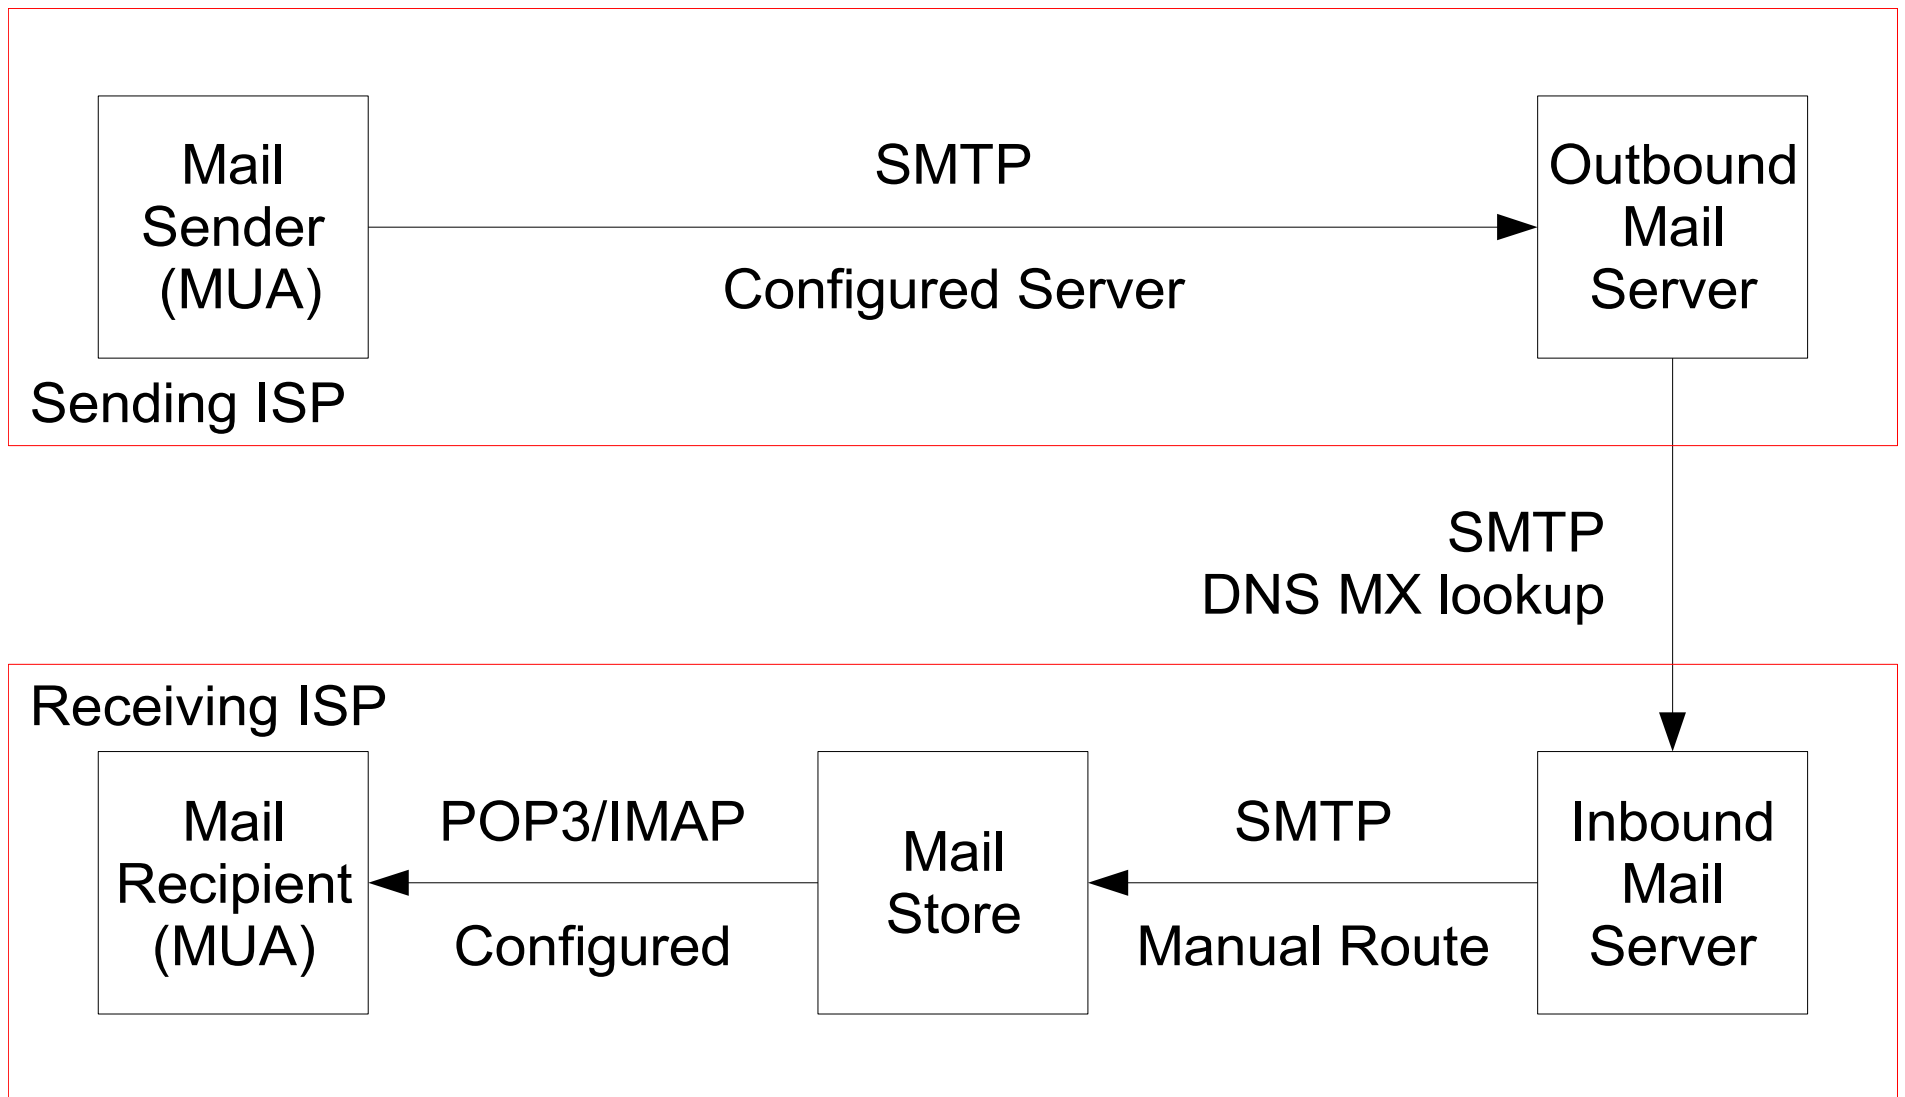 Mail
Sender
(MUA)
SMTP
Configured Server
Outbound
Mail
Server
Sending ISP
SMTP
DNS MX lookup
Receiving ISP
Mail
Recipient
(MUA)
POP3/IMAP
Configured
Mail
Store
SMTP
Manual Route
Inbound
Mail
Server